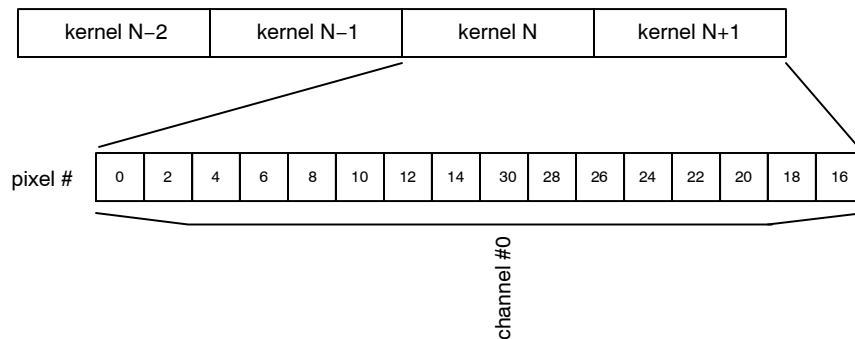 kernel N−2 kernel N−1 kernel N kernel N+1
pixel # 0 2 4 6 8 10 12 14 30 28 26 24 22 20 18 16
channel #0